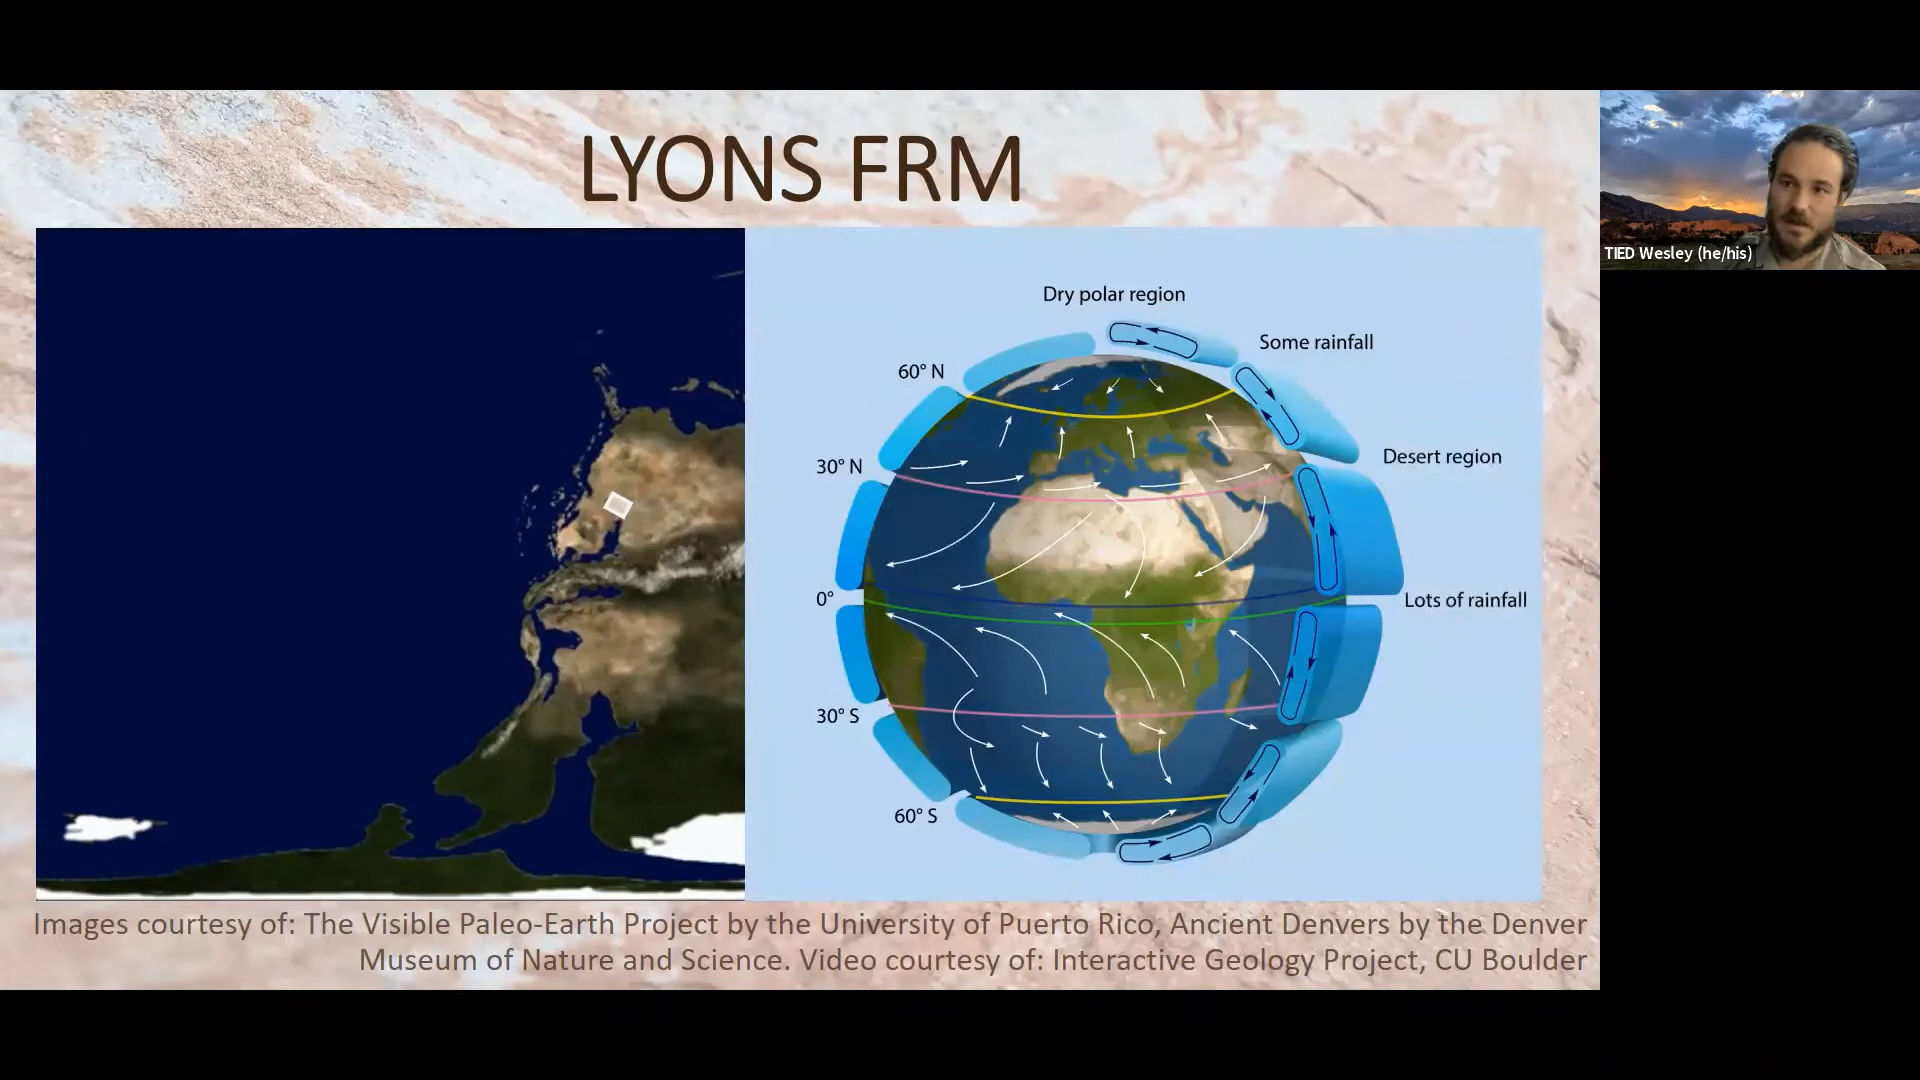 LYONS FRM
Dry polar region
Some rainfall
60° N
Desert region
30° N
0°
Lots of rainfall
30° S
60° S
Images courtesy of: The Visible Paleo-Earth Project by the University of Puerto Rico, Ancient Denvers by the Denver
Museum of Nature and Science. Video courtesy of: Interactive Geology Project, CU Boulder
TIED Wesley (he/his)